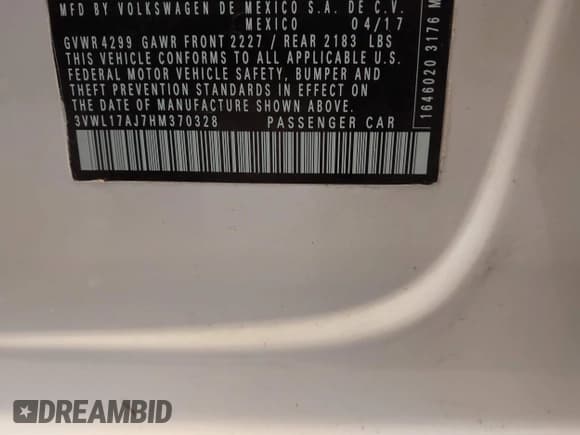 MFD BY VOLKSWAGEN DE MEXICO S.A. DE C.V.
MEXICO 04/17
GVWR 4299 GAWR FRONT 2227 / REAR 2183 LBS
THIS VEHICLE CONFORMS TO ALL APPLICABLE U.S.
FEDERAL MOTOR VEHICLE SAFETY, BUMPER AND
THEFT PREVENTION STANDARDS IN EFFECT ON
THE DATE OF MANUFACTURE SHOWN ABOVE.
3VWL17AJ7HM370328 PASSENGER CAR
1646020 3176 M
DREAMBID